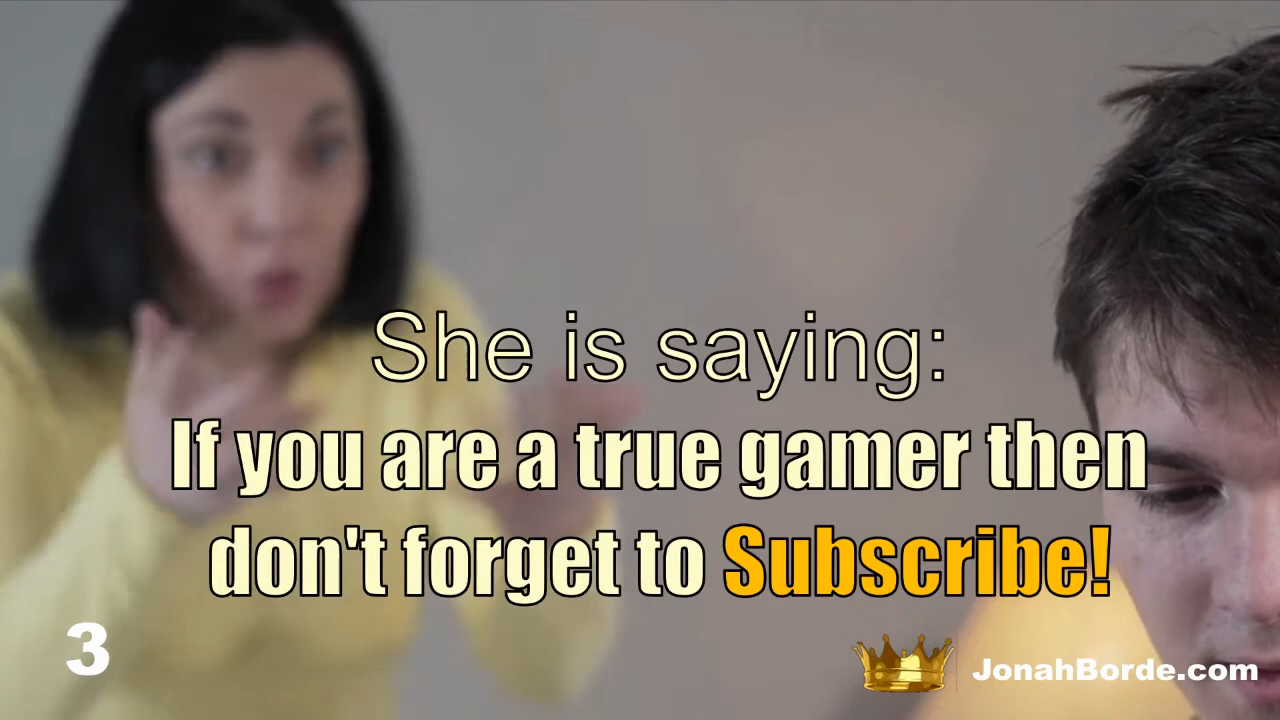 She is saying:
If you are a true gamer then
don't forget to Subscribe!
3
JonahBorde.com